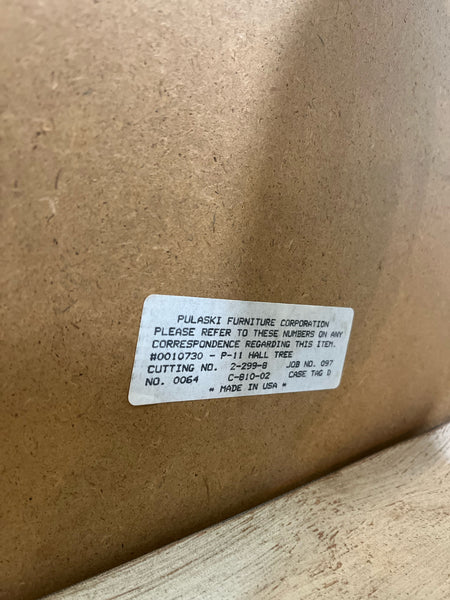 PULASKI FURNITURE CORPORATION
PLEASE REFER TO THESE NUMBERS ON ANY
CORRESPONDENCE REGARDING THIS ITEM.
#0010730 - P-11 HALL TREE
CUTTING NO. 2-299-8 JOB NO. 097
NO. 0064 C-810-02 CASE TAG D
* MADE IN USA *